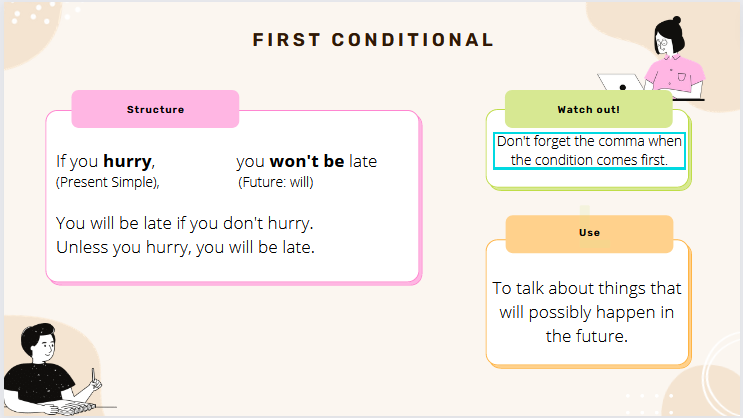 FIRST CONDITIONAL
Structure
If you hurry, you won't be late
(Present Simple), (Future: will)
You will be late if you don't hurry.
Unless you hurry, you will be late.
Watch out!
Don't forget the comma when
the condition comes first.
Use
To talk about things that
will possibly happen in
the future.